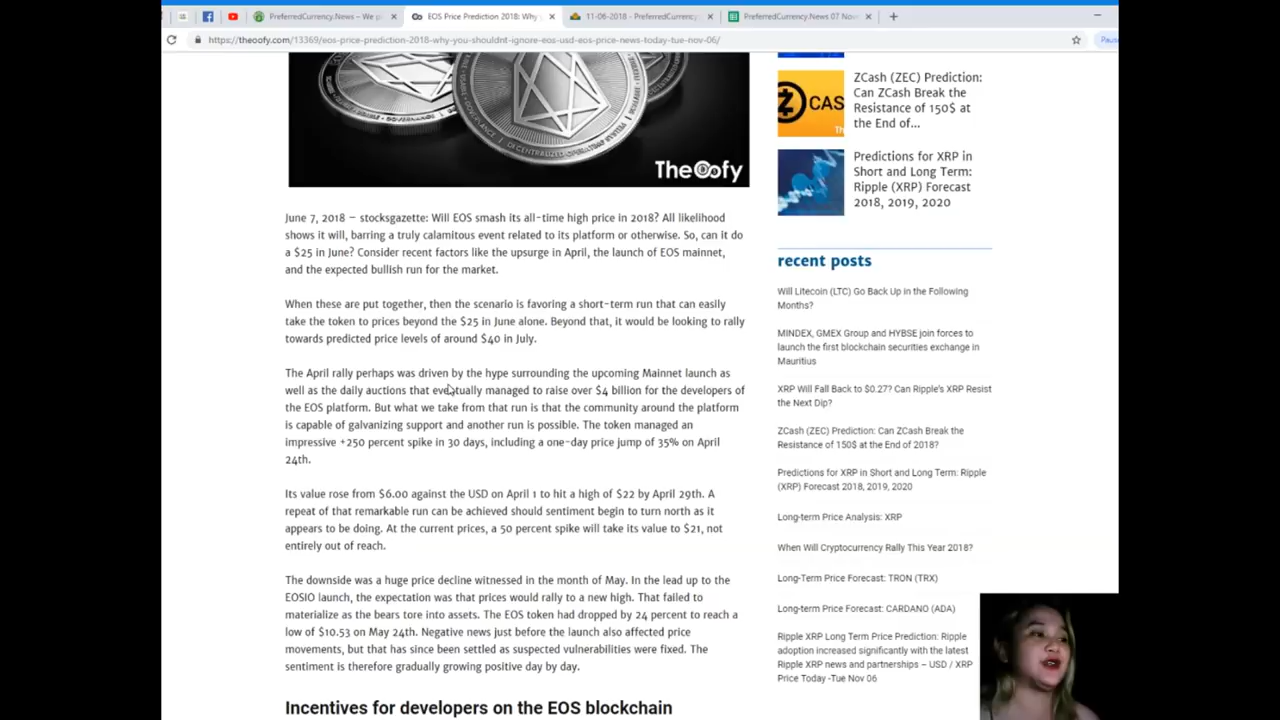 PreferredCurrency.News – We pi
EOS Price Prediction 2018: Why
11-06-2018 - PreferredCurrency
PreferredCurrency.News 07 Nov
https://theoofy.com/13369/eos-price-prediction-2018-why-you-shouldnt-ignore-eos-usd-eos-price-news-today-tue-nov-06/
Paus
DECENTRALIZED OPERATING SYSTEM
TheOofy
June 7, 2018 – stocksgazette: Will EOS smash its all-time high price in 2018? All likelihood
shows it will, barring a truly calamitous event related to its platform or otherwise. So, can it do
a $25 in June? Consider recent factors like the upsurge in April, the launch of EOS mainnet,
and the expected bullish run for the market.
When these are put together, then the scenario is favoring a short-term run that can easily
take the token to prices beyond the $25 in June alone. Beyond that, it would be looking to rally
towards predicted price levels of around $40 in July.
The April rally perhaps was driven by the hype surrounding the upcoming Mainnet launch as
well as the daily auctions that eventually managed to raise over $4 billion for the developers of
the EOS platform. But what we take from that run is that the community around the platform
is capable of galvanizing support and another run is possible. The token managed an
impressive +250 percent spike in 30 days, including a one-day price jump of 35% on April
24th.
Its value rose from $6.00 against the USD on April 1 to hit a high of $22 by April 29th. A
repeat of that remarkable run can be achieved should sentiment begin to turn north as it
appears to be doing. At the current prices, a 50 percent spike will take its value to $21, not
entirely out of reach.
The downside was a huge price decline witnessed in the month of May. In the lead up to the
EOSIO launch, the expectation was that prices would rally to a new high. That failed to
materialize as the bears tore into assets. The EOS token had dropped by 24 percent to reach a
low of $10.53 on May 24th. Negative news just before the launch also affected price
movements, but that has since been settled as suspected vulnerabilities were fixed. The
sentiment is therefore gradually growing positive day by day.
Incentives for developers on the EOS blockchain
CAS
Th
ZCash (ZEC) Prediction:
Can ZCash Break the
Resistance of 150$ at
the End of...
Predictions for XRP in
Short and Long Term:
Ripple (XRP) Forecast
2018, 2019, 2020
recent posts
Will Litecoin (LTC) Go Back Up in the Following
Months?
MINDEX, GMEX Group and HYBSE join forces to
launch the first blockchain securities exchange in
Mauritius
XRP Will Fall Back to $0.27? Can Ripple's XRP Resist
the Next Dip?
ZCash (ZEC) Prediction: Can ZCash Break the
Resistance of 150$ at the End of 2018?
Predictions for XRP in Short and Long Term: Ripple
(XRP) Forecast 2018, 2019, 2020
Long-term Price Analysis: XRP
When Will Cryptocurrency Rally This Year 2018?
Long-Term Price Forecast: TRON (TRX)
Long-term Price Forecast: CARDANO (ADA)
Ripple XRP Long Term Price Prediction: Ripple
adoption increased significantly with the latest
Ripple XRP news and partnerships – USD / XRP
Price Today -Tue Nov 06